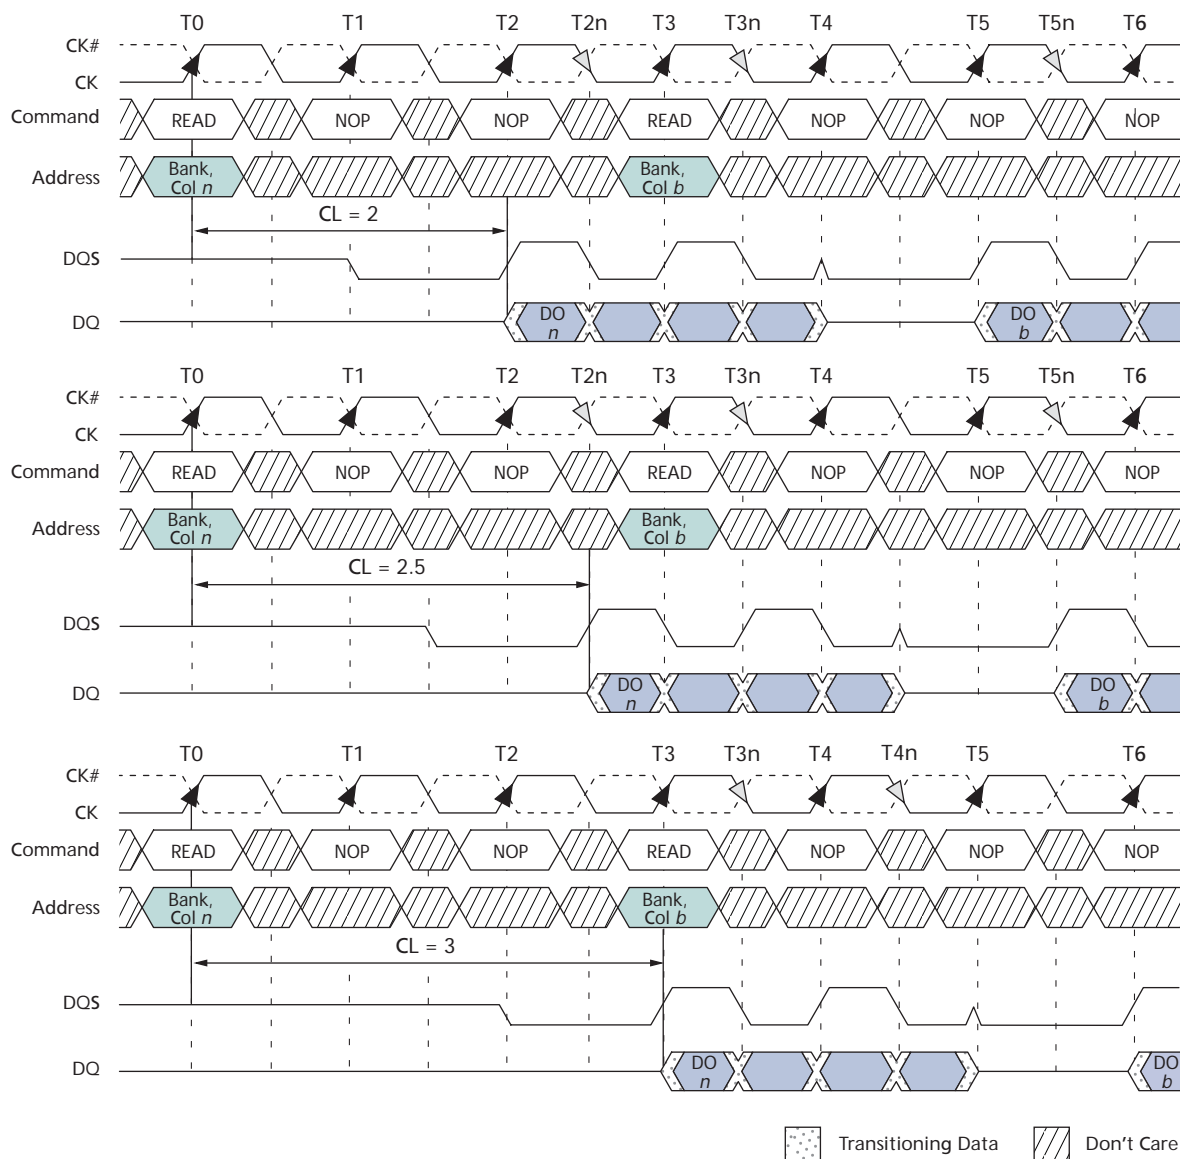 T0 T1 T2 T2n T3 T3n T4 T5 T5n T6
CK#
CK
Command READ NOP NOP READ NOP NOP NOP
Address Bank, Col n Bank, Col b
CL = 2
DQS
DQ DO n DO b
T0 T1 T2 T2n T3 T3n T4 T5 T5n T6
CK#
CK
Command READ NOP NOP READ NOP NOP NOP
Address Bank, Col n Bank, Col b
CL = 2.5
DQS
DQ DO n DO b
T0 T1 T2 T3 T3n T4 T4n T5 T6
CK#
CK
Command READ NOP NOP READ NOP NOP NOP
Address Bank, Col n Bank, Col b
CL = 3
DQS
DQ DO n DO b
Transitioning Data Don't Care